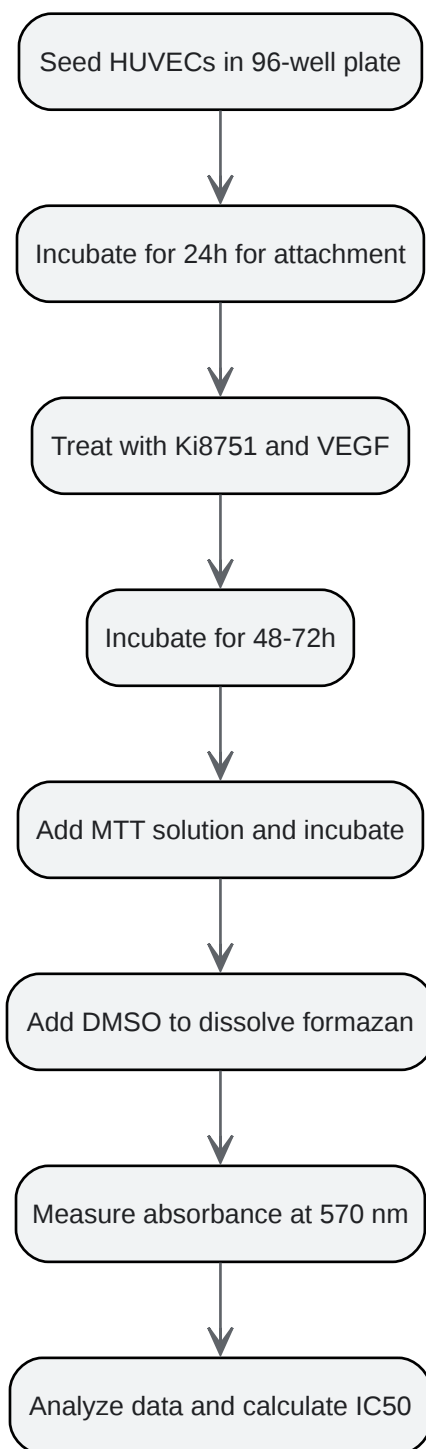 Seed HUVECs in 96-well plate
Incubate for 24h for attachment
Treat with Ki8751 and VEGF
Incubate for 48-72h
Add MTT solution and incubate
Add DMSO to dissolve formazan
Measure absorbance at 570 nm
Analyze data and calculate IC50